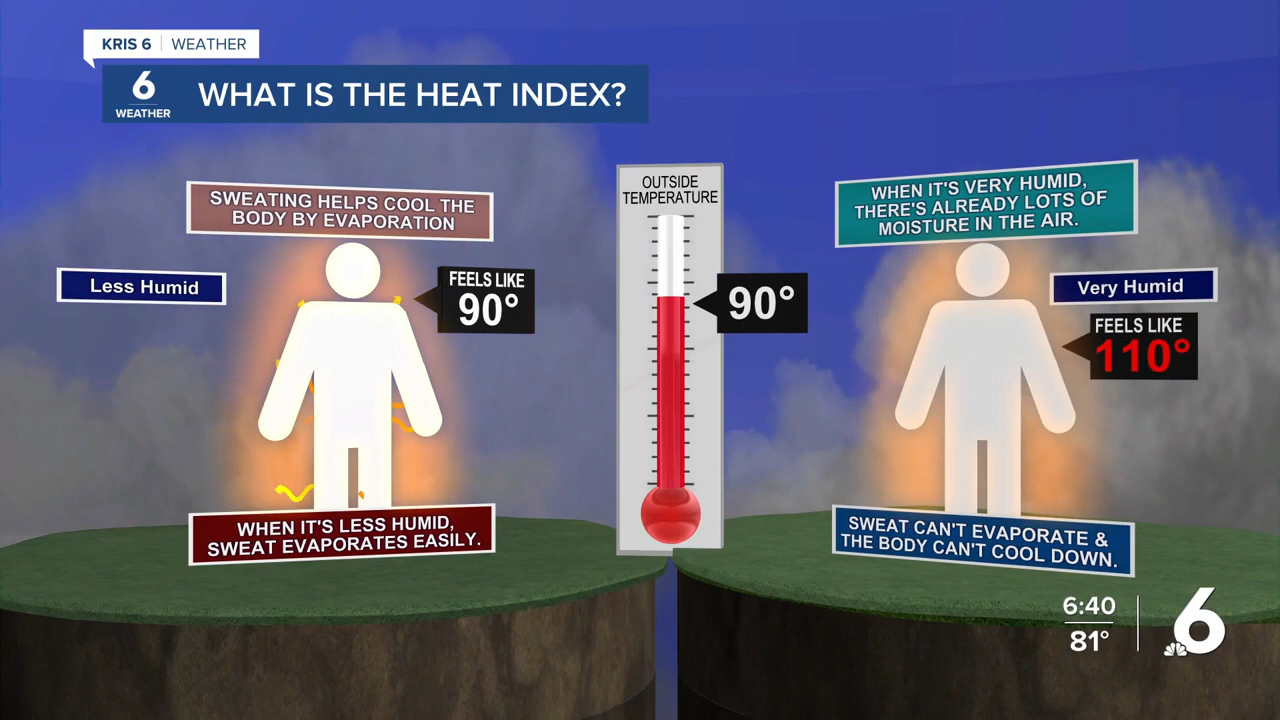 KRIS 6 | WEATHER
6
WEATHER
WHAT IS THE HEAT INDEX?
SWEATING HELPS COOL THE
BODY BY EVAPORATION
Less Humid
FEELS LIKE
90°
WHEN IT'S LESS HUMID,
SWEAT EVAPORATES EASILY.
OUTSIDE
TEMPERATURE
90°
WHEN IT'S VERY HUMID,
THERE'S ALREADY LOTS OF
MOISTURE IN THE AIR.
Very Humid
FEELS LIKE
110°
SWEAT CAN'T EVAPORATE &
THE BODY CAN'T COOL DOWN.
6:40
81°
6